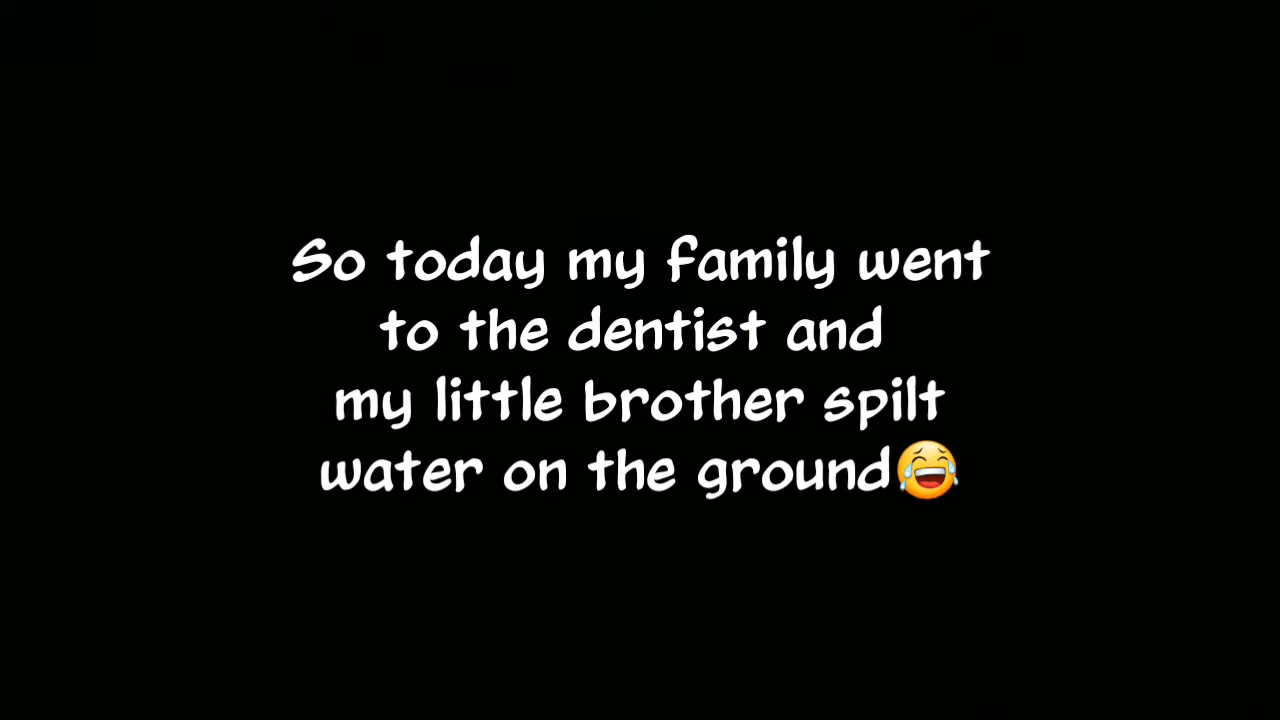 So today my family went
to the dentist and
my little brother spilt
water on the ground😂